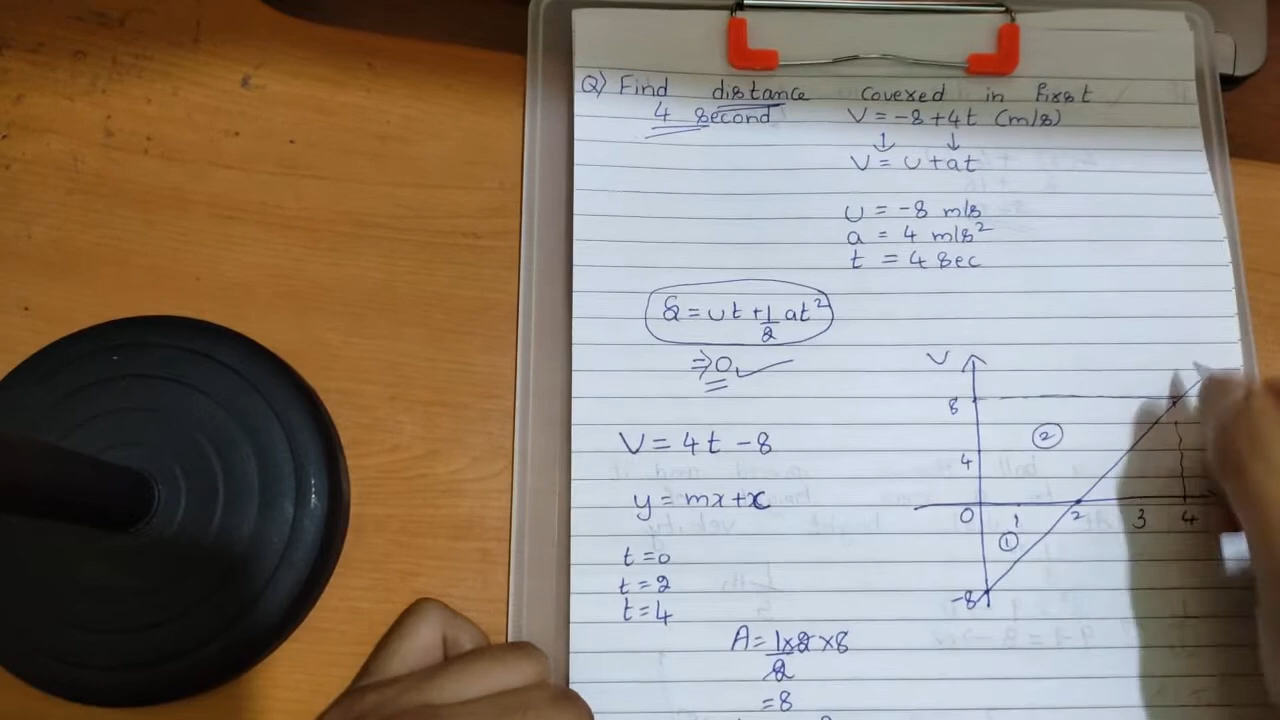 Q) Find distance covered in first
4 second V = -8 + 4t (m/s)
↓ ↓
V = u + at
u = -8 m/s
a = 4 m/s²
t = 4 sec
S = ut + 1/2 at²
⇒ 0 ✓
V
8
②
V = 4t - 8
4
y = mx + c
0 1 2 3 4
①
t = 0
t = 2
-8
t = 4
A = 1×2/2 × 8
= 8